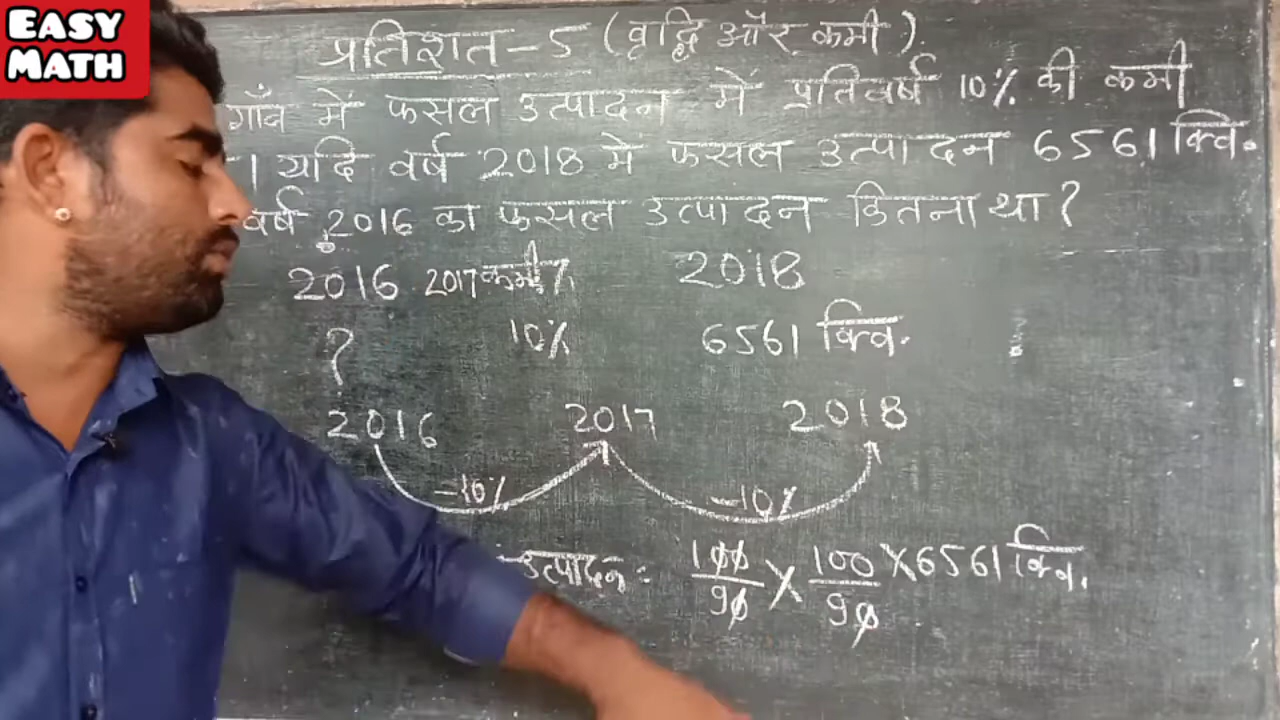 EASY
MATH
प्रतिशत-5 (वृद्धि और कमी)
गाँव में फसल उत्पादन में प्रतिवर्ष 10% की कमी
। यदि वर्ष 2018 में फसल उत्पादन 6561 क्वि.
वर्ष 2016 का फसल उत्पादन कितना था ?
2016 2017 कमी% 2018
? 10% 6561 क्वि.
2016 2017 2018
-10% -10%
उत्पादन = 100/90 × 100/90 × 6561 क्वि.